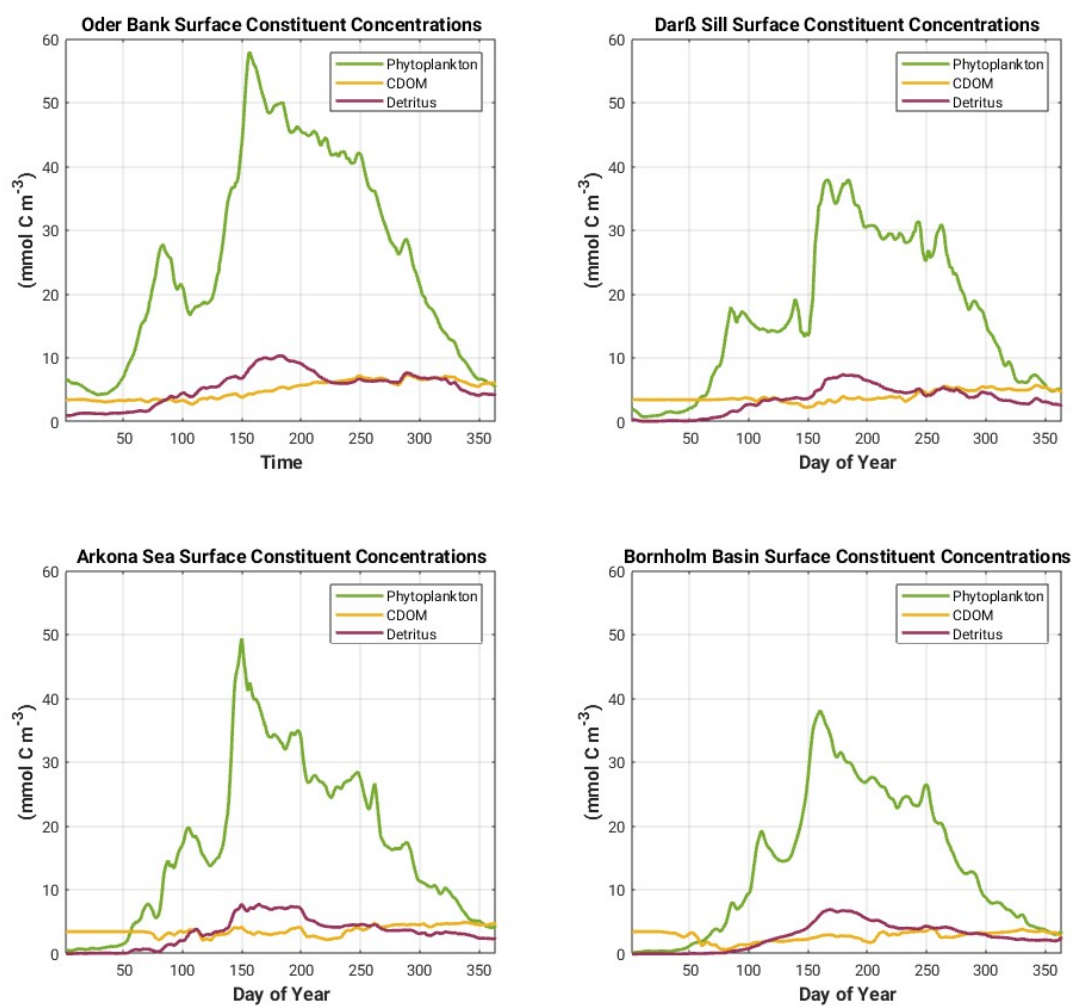 Oder Bank Surface Constituent Concentrations
60
50
40
30
20
10
0
(mmol C m-3)
Phytoplankton
CDOM
Detritus
50 100 150 200 250 300 350
Time
Darß Sill Surface Constituent Concentrations
60
50
40
30
20
10
0
(mmol C m-3)
Phytoplankton
CDOM
Detritus
50 100 150 200 250 300 350
Day of Year
Arkona Sea Surface Constituent Concentrations
60
50
40
30
20
10
0
(mmol C m-3)
Phytoplankton
CDOM
Detritus
50 100 150 200 250 300 350
Day of Year
Bornholm Basin Surface Constituent Concentrations
60
50
40
30
20
10
0
(mmol C m-3)
Phytoplankton
CDOM
Detritus
50 100 150 200 250 300 350
Day of Year